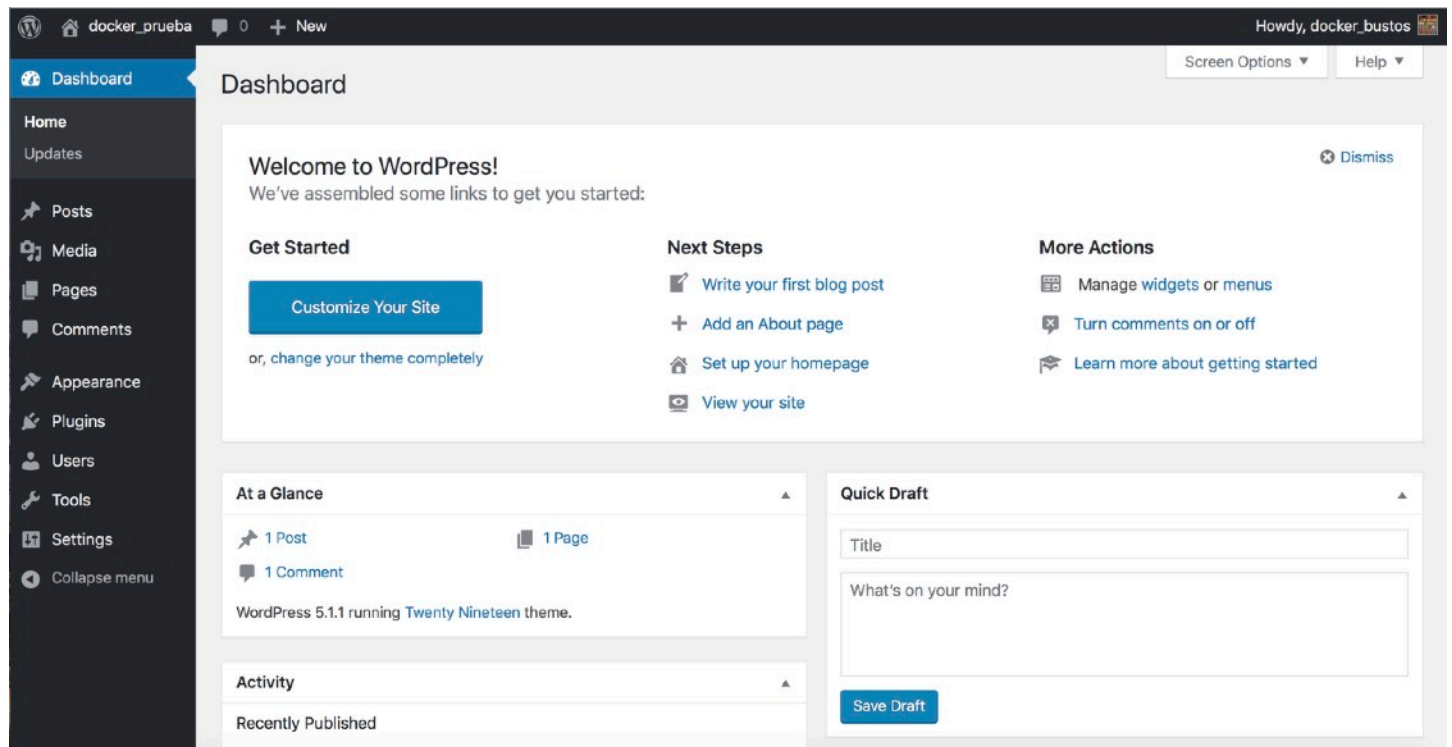 docker_prueba 0 + New
Howdy, docker_bustos
Screen Options ▼ Help ▼
Dashboard
Home
Updates
Posts
Media
Pages
Comments
Appearance
Plugins
Users
Tools
Settings
Collapse menu
Dashboard
Welcome to WordPress!
Dismiss
We've assembled some links to get you started:
Get Started
Customize Your Site
or, change your theme completely
Next Steps
Write your first blog post
Add an About page
Set up your homepage
View your site
More Actions
Manage widgets or menus
Turn comments on or off
Learn more about getting started
At a Glance
1 Post
1 Page
1 Comment
WordPress 5.1.1 running Twenty Nineteen theme.
Activity
Recently Published
Quick Draft
Title
What's on your mind?
Save Draft